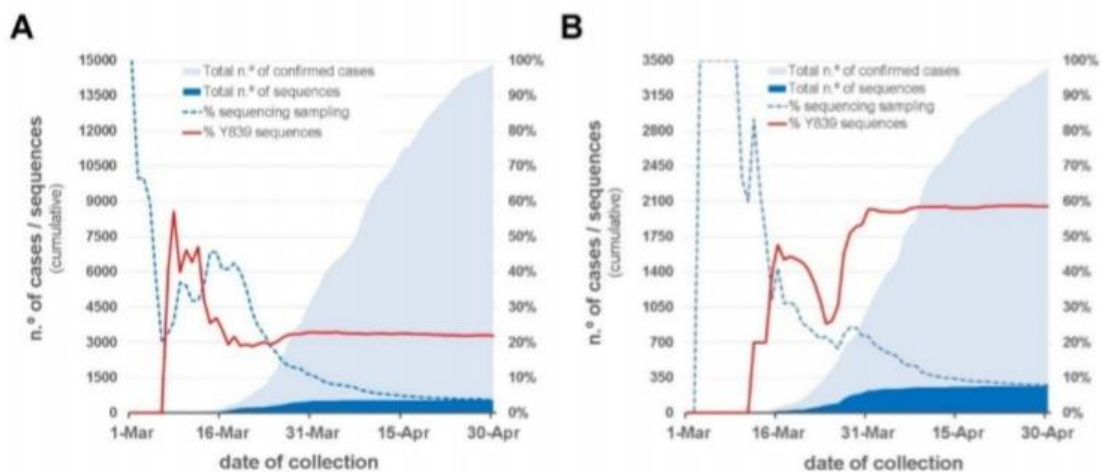 A
B
15000
13500
12000
10500
9000
7500
6000
4500
3000
1500
0
n.º of cases / sequences
(cumulative)
Total n.º of confirmed cases
Total n.º of sequences
% sequencing sampling
% Y839 sequences
100%
90%
80%
70%
60%
50%
40%
30%
20%
10%
0%
1-Mar 16-Mar 31-Mar 15-Apr 30-Apr
date of collection
3500
3150
2800
2450
2100
1750
1400
1050
700
350
0
n.º of cases / sequences
(cumulative)
Total n.º of confirmed cases
Total n.º of sequences
% sequencing sampling
% Y839 sequences
100%
90%
80%
70%
60%
50%
40%
30%
20%
10%
0%
1-Mar 16-Mar 31-Mar 15-Apr 30-Apr
date of collection